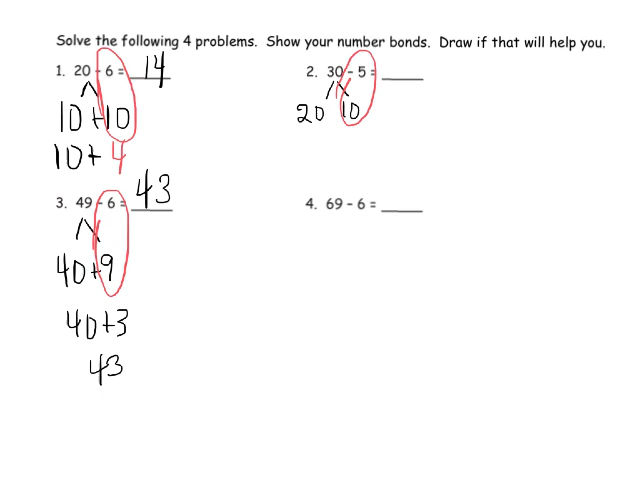 Solve the following 4 problems. Show your number bonds. Draw if that will help you.
1. 20 - 6 = 14
10 + 10
10 + 4
2. 30 - 5 = ____
20 10
3. 49 - 6 = 43
40 + 9
40 + 3
43
4. 69 - 6 = ____